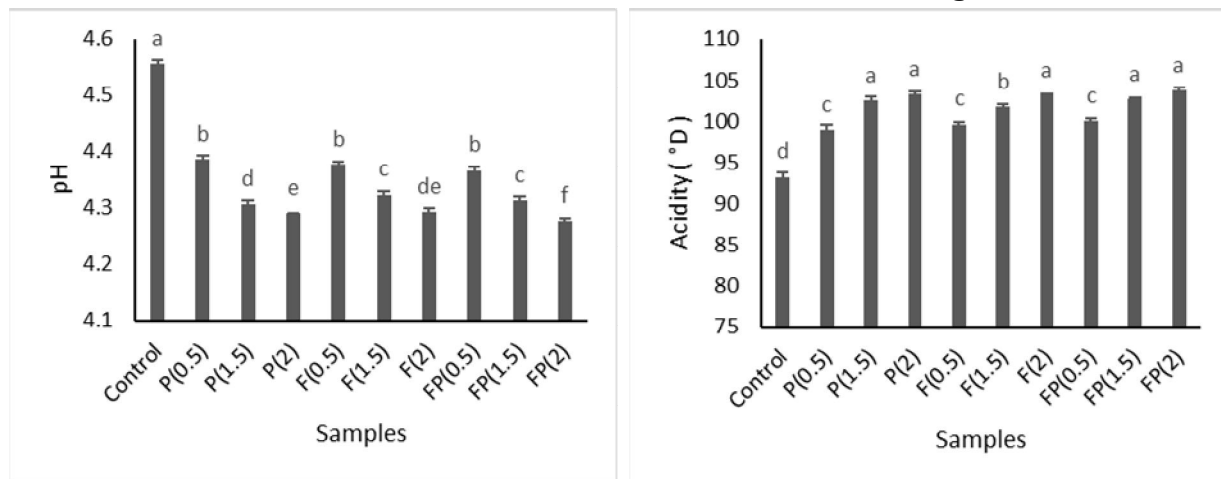 4.6
4.5
4.4
4.3
4.2
4.1
pH
a
b
d
e
b
c
de
b
c
f
Control
P(0.5)
P(1.5)
P(2)
F(0.5)
F(1.5)
F(2)
FP(0.5)
FP(1.5)
FP(2)
Samples
110
105
100
95
90
85
80
75
Acidity ( °D)
d
c
a
a
c
b
a
c
a
a
Control
P(0.5)
P(1.5)
P(2)
F(0.5)
F(1.5)
F(2)
FP(0.5)
FP(1.5)
FP(2)
Samples